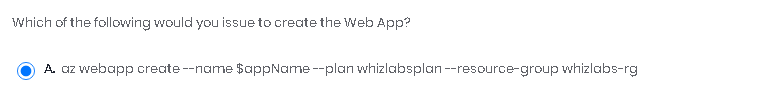 Which of the following would you issue to create the Web App?
A. az webapp create --name $appName --plan whizlabsplan --resource-group whizlabs-rg